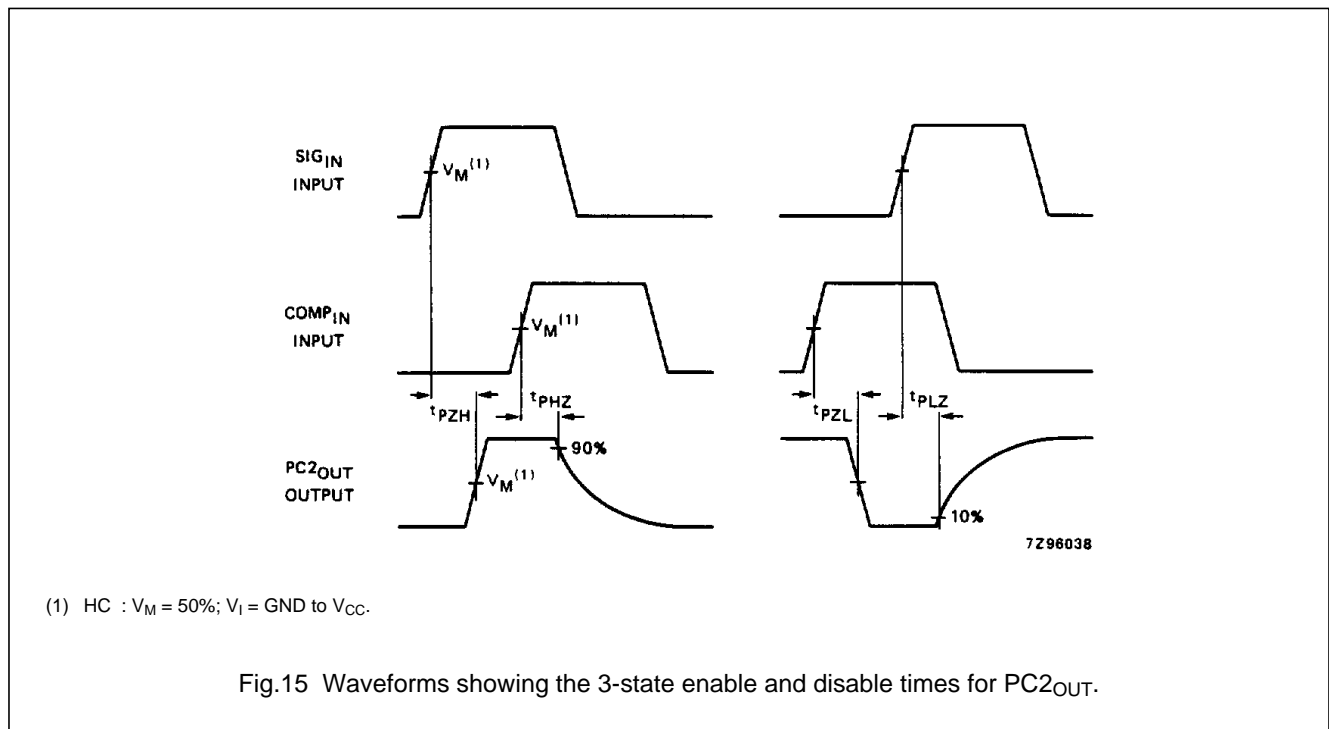 SIG_IN INPUT
V_M(1)
COMP_IN INPUT
V_M(1)
t_PZH
t_PHZ
t_PZL
t_PLZ
PC2_OUT OUTPUT
V_M(1)
90%
10%
7Z96038
(1) HC : V_M = 50%; V_I = GND to V_CC.
Fig.15 Waveforms showing the 3-state enable and disable times for PC2_OUT.